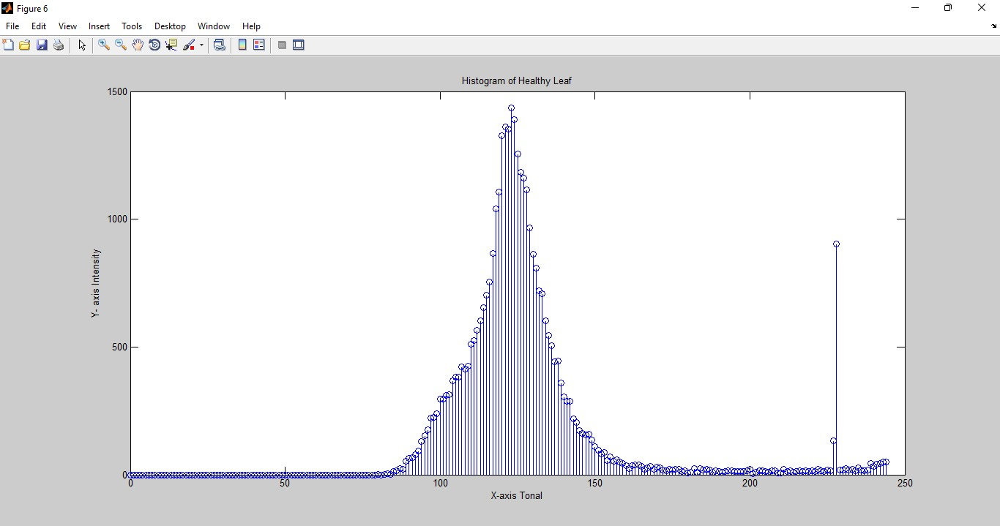 Figure 6
File Edit View Insert Tools Desktop Window Help
Histogram of Healthy Leaf
1500
1000
500
0
Y- axis Intensity
0 50 100 150 200 250
X-axis Tonal